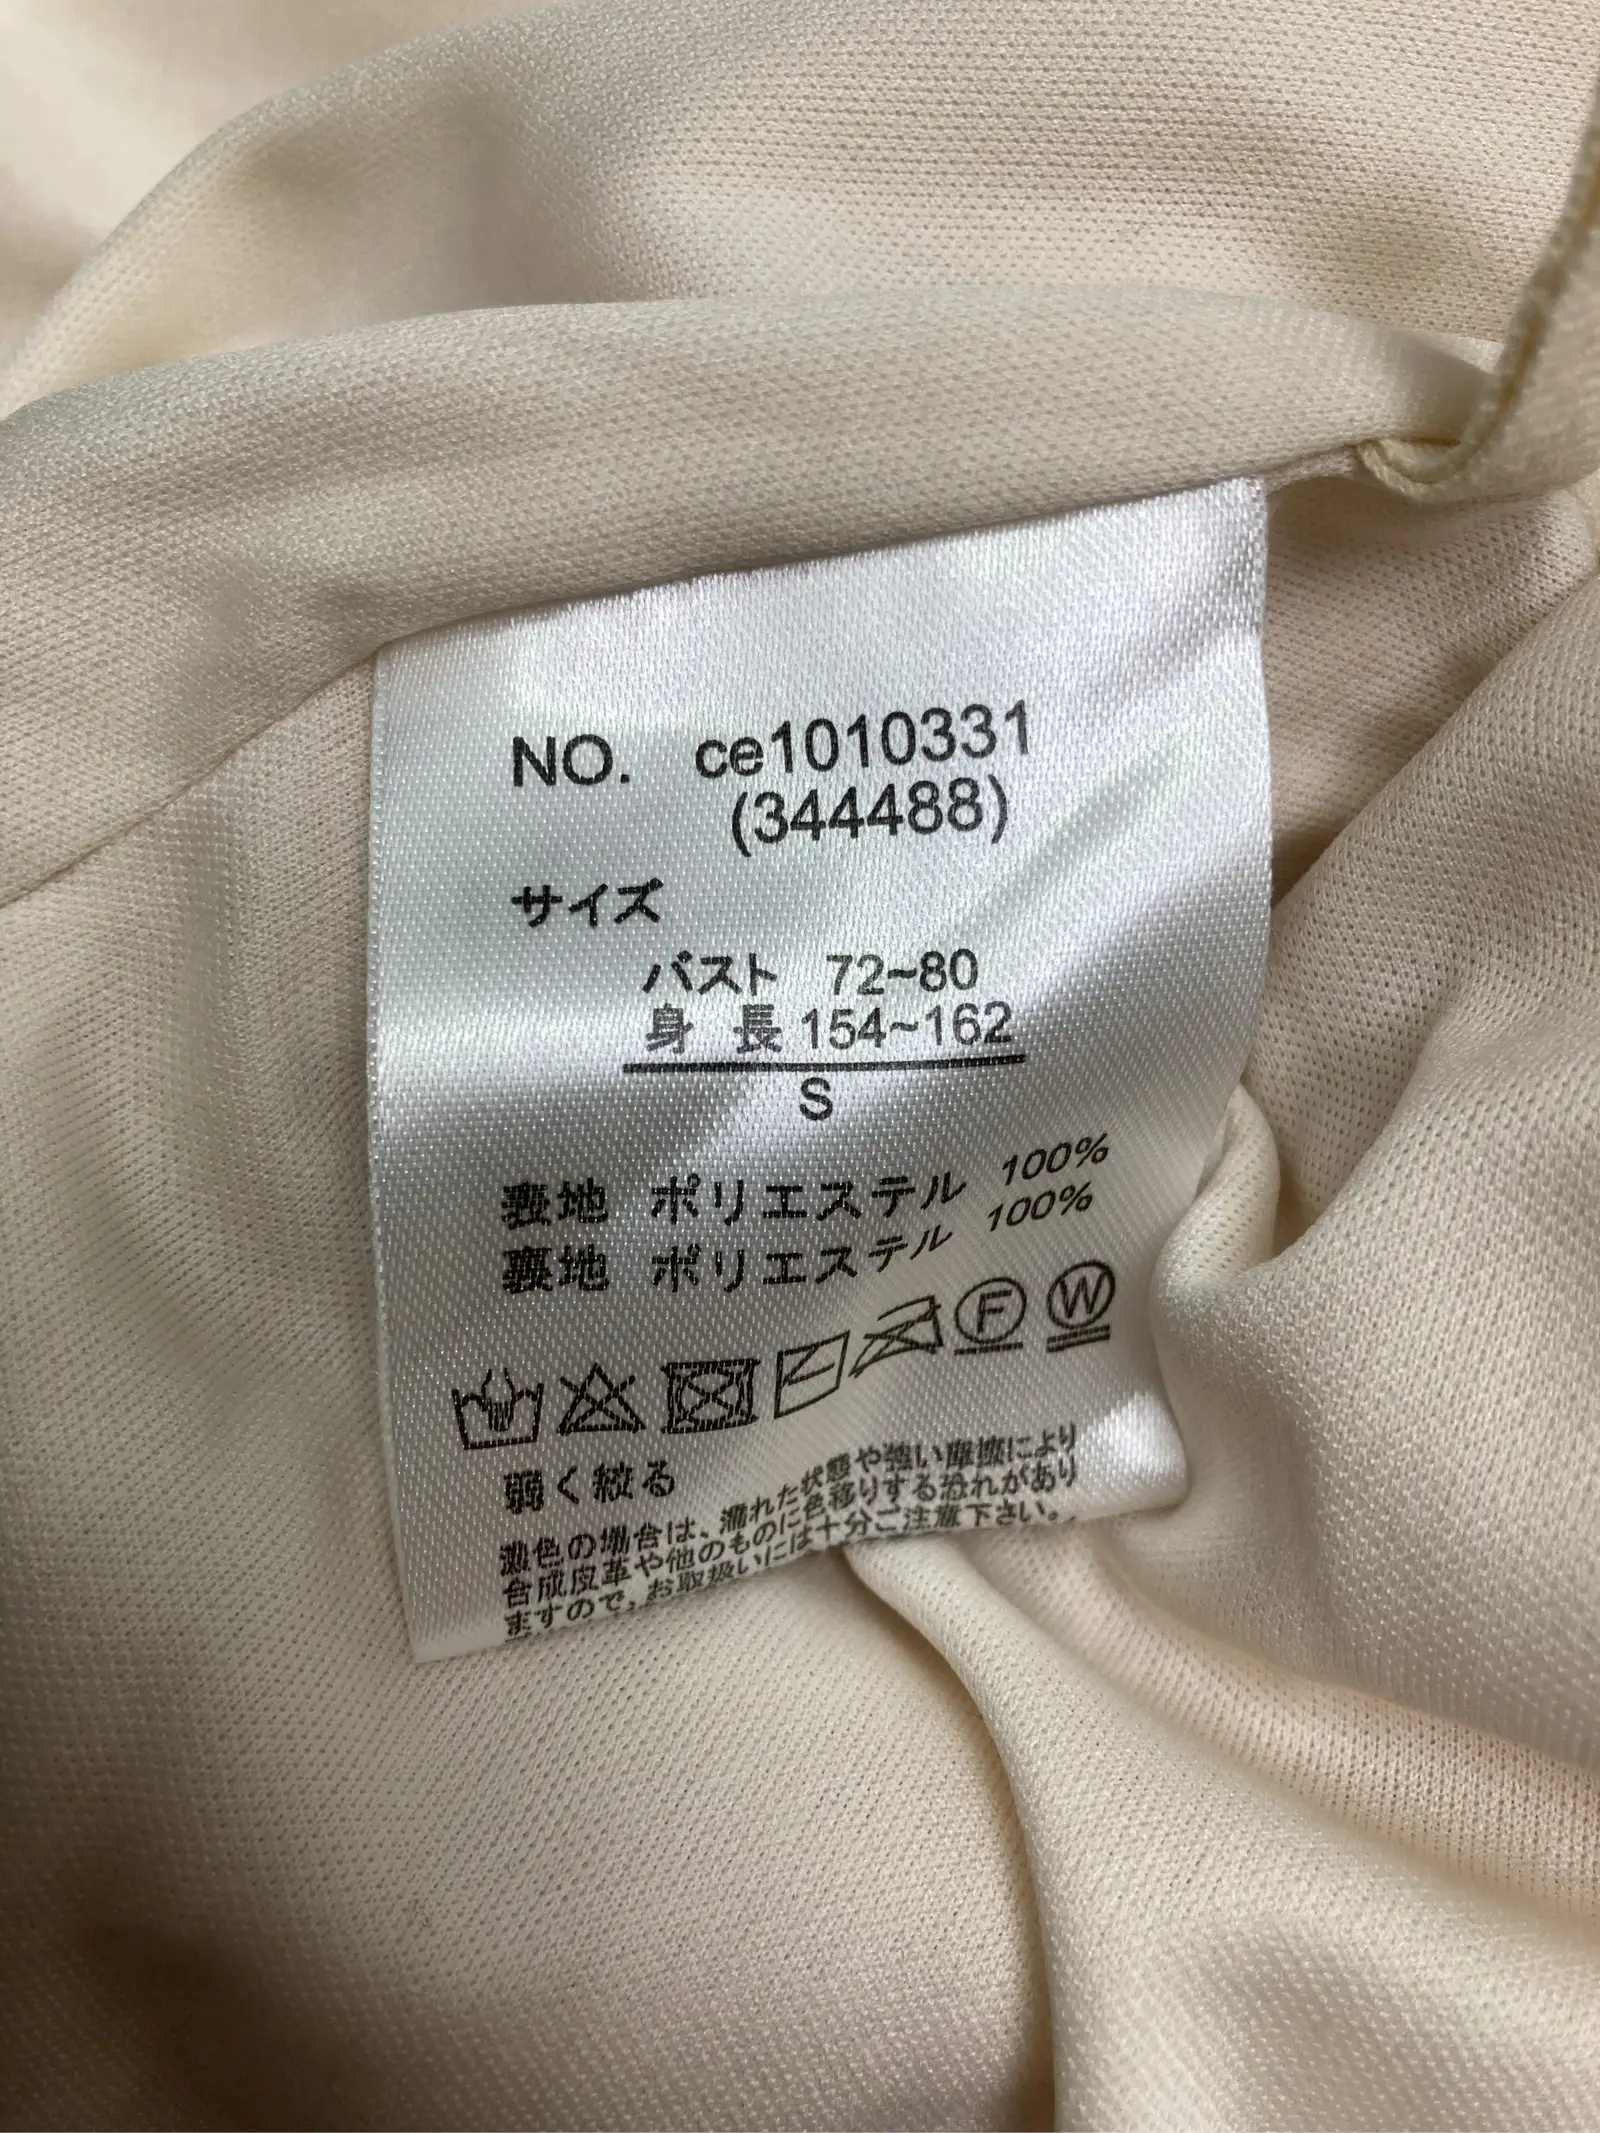 NO. ce1010331
(344488)
サイズ
バスト 72~80
身 長 154~162
S
表地 ポリエステル 100%
裏地 ポリエステル 100%
F W
弱く絞る
濃色の場合は、濡れた状態や強い摩擦により
合成皮革や他のものに色移りする恐れがあり
ますので、お取扱いには十分ご注意下さい。